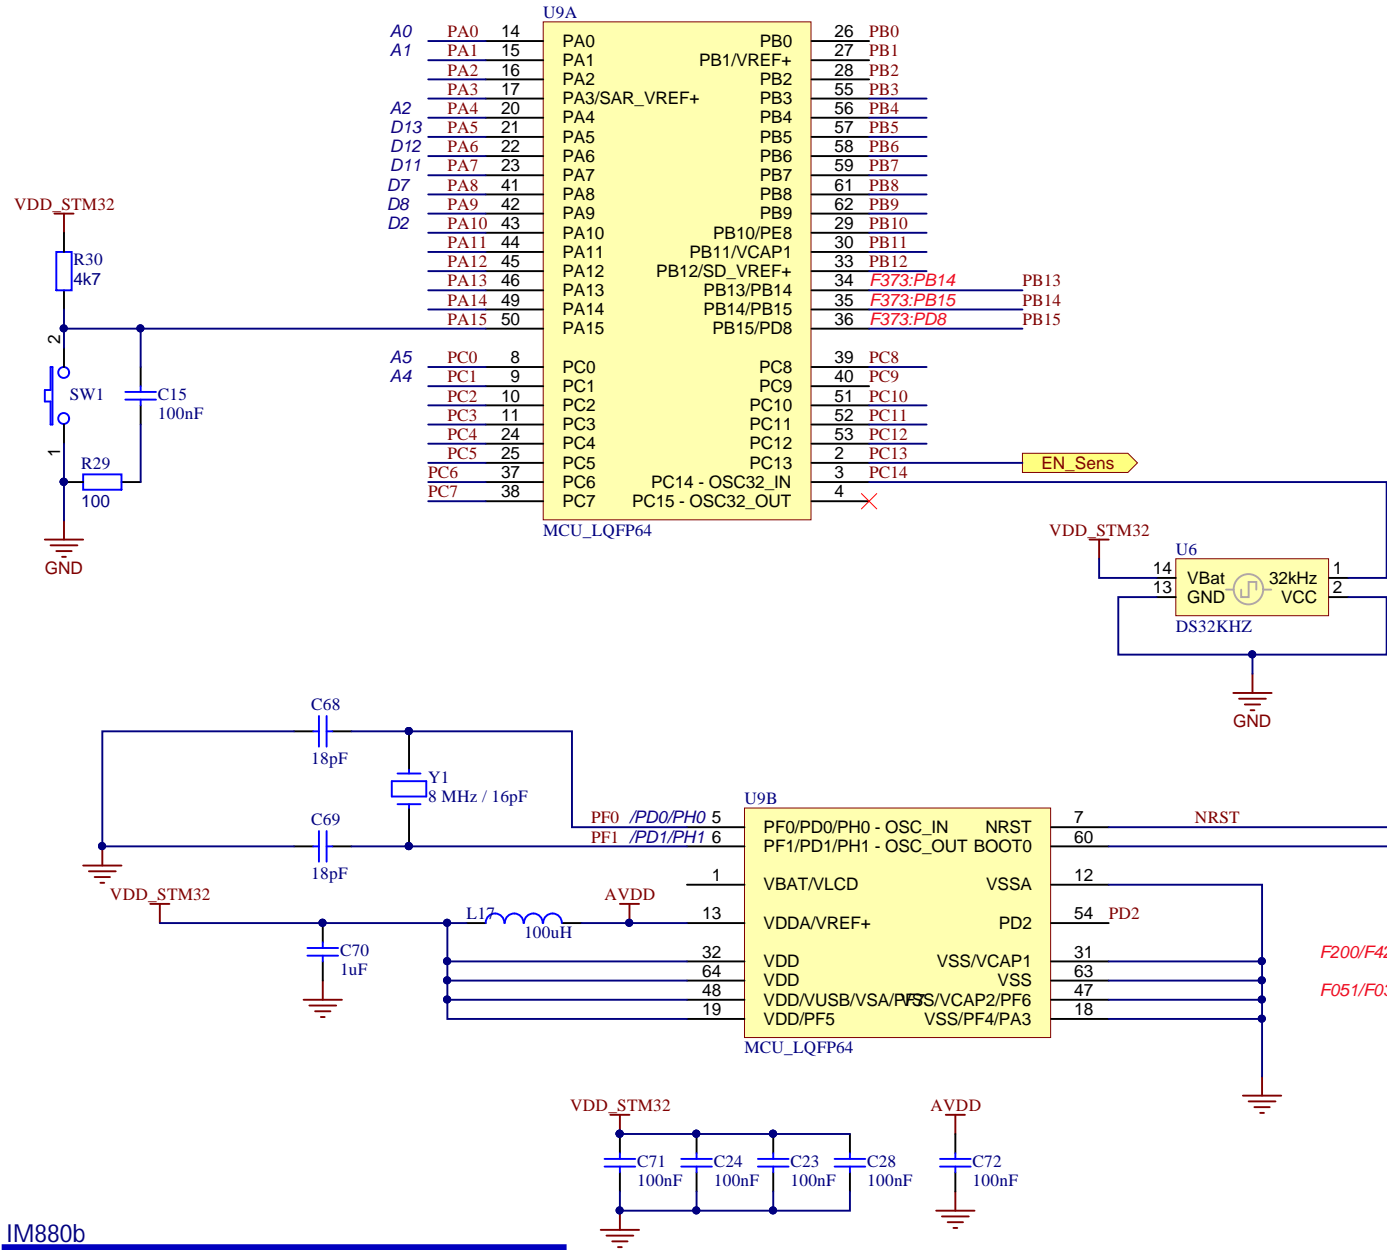 U9A
A0 PA0 14 PA0 PB0 26 PB0
A1 PA1 15 PA1 PB1/VREF+ 27 PB1
PA2 16 PA2 PB2 28 PB2
PA3 17 PA3/SAR_VREF+ PB3 55 PB3
A2 PA4 20 PA4 PB4 56 PB4
D13 PA5 21 PA5 PB5 57 PB5
D12 PA6 22 PA6 PB6 58 PB6
D11 PA7 23 PA7 PB7 59 PB7
D7 PA8 41 PA8 PB8 61 PB8
D8 PA9 42 PA9 PB9 62 PB9
D2 PA10 43 PA10 PB10/PE8 29 PB10
PA11 44 PA11 PB11/VCAP1 30 PB11
PA12 45 PA12 PB12/SD_VREF+ 33 PB12
PA13 46 PA13 PB13/PB14 34 F373:PB14 PB13
PA14 49 PA14 PB14/PB15 35 F373:PB15 PB14
PA15 50 PA15 PB15/PD8 36 F373:PD8 PB15
A5 PC0 8 PC0 PC8 39 PC8
A4 PC1 9 PC1 PC9 40 PC9
PC2 10 PC2 PC10 51 PC10
PC3 11 PC3 PC11 52 PC11
PC4 24 PC4 PC12 53 PC12
PC5 25 PC5 PC13 2 PC13 EN_Sens
PC6 37 PC6 PC14 - OSC32_IN 3 PC14
PC7 38 PC7 PC15 - OSC32_OUT 4
MCU_LQFP64
VDD_STM32
R30
4k7
2
SW1
C15
100nF
1
R29
100
GND
VDD_STM32
U6
14 VBat 32kHz 1
13 GND VCC 2
DS32KHZ
GND
C68
18pF
Y1
8 MHz / 16pF
C69
18pF
U9B
PF0 /PD0/PH0 5 PF0/PD0/PH0 - OSC_IN NRST 7 NRST
PF1 /PD1/PH1 6 PF1/PD1/PH1 - OSC_OUT BOOT0 60
1 VBAT/VLCD VSSA 12
VDD_STM32
L17
100uH
AVDD
13 VDDA/VREF+ PD2 54 PD2
C70
1uF
32 VDD VSS/VCAP1 31 F200/F42
64 VDD VSS 63
48 VDD/VUSB/VSA/PF7 VSS/VCAP2/PF6 47 F051/F03
19 VDD/PF5 VSS/PF4/PA3 18
MCU_LQFP64
VDD_STM32 AVDD
C71 C24 C23 C28 C72
100nF 100nF 100nF 100nF 100nF
IM880b